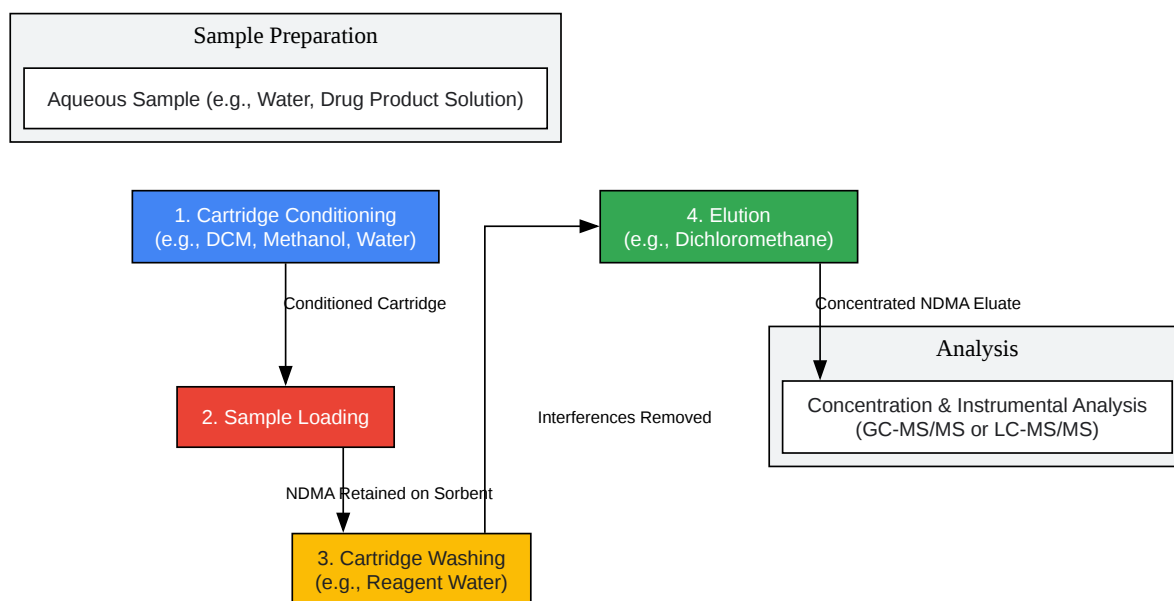 Sample Preparation
Aqueous Sample (e.g., Water, Drug Product Solution)
1. Cartridge Conditioning
(e.g., DCM, Methanol, Water)
Conditioned Cartridge
2. Sample Loading
NDMA Retained on Sorbent
3. Cartridge Washing
(e.g., Reagent Water)
Interferences Removed
4. Elution
(e.g., Dichloromethane)
Concentrated NDMA Eluate
Analysis
Concentration & Instrumental Analysis
(GC-MS/MS or LC-MS/MS)